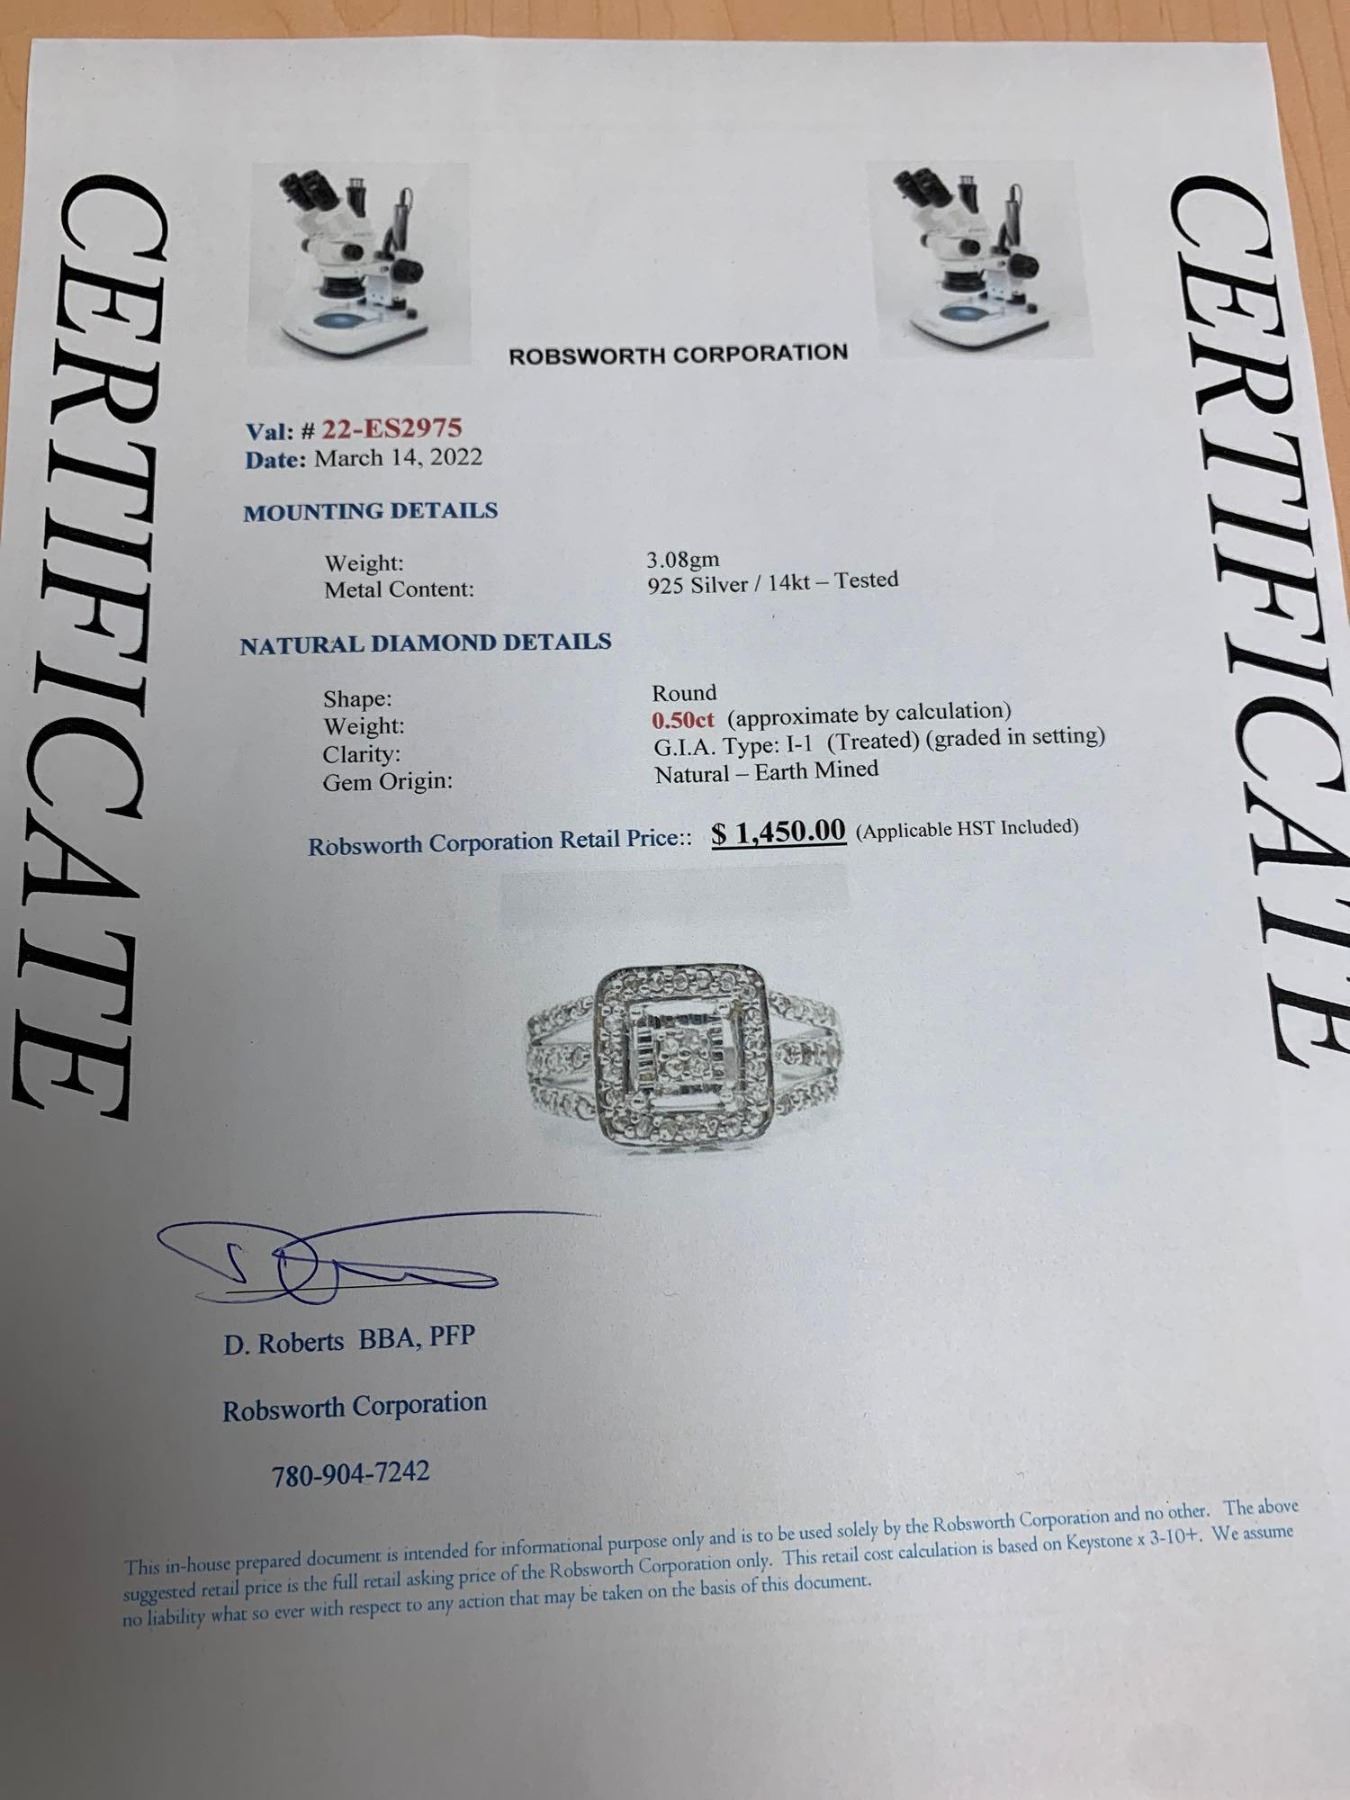 CERTIFICATE
CERTIFICATE
ROBSWORTH CORPORATION
Val: # 22-ES2975
Date: March 14, 2022
MOUNTING DETAILS
Weight: 3.08gm
Metal Content: 925 Silver / 14kt – Tested
NATURAL DIAMOND DETAILS
Shape: Round
Weight: 0.50ct (approximate by calculation)
Clarity: G.I.A. Type: I-1 (Treated) (graded in setting)
Gem Origin: Natural – Earth Mined
Robsworth Corporation Retail Price:: $ 1,450.00 (Applicable HST Included)
D. Roberts BBA, PFP
Robsworth Corporation
780-904-7242
This in-house prepared document is intended for informational purpose only and is to be used solely by the Robsworth Corporation and no other. The above
suggested retail price is the full retail asking price of the Robsworth Corporation only. This retail cost calculation is based on Keystone x 3-10+. We assume
no liability what so ever with respect to any action that may be taken on the basis of this document.